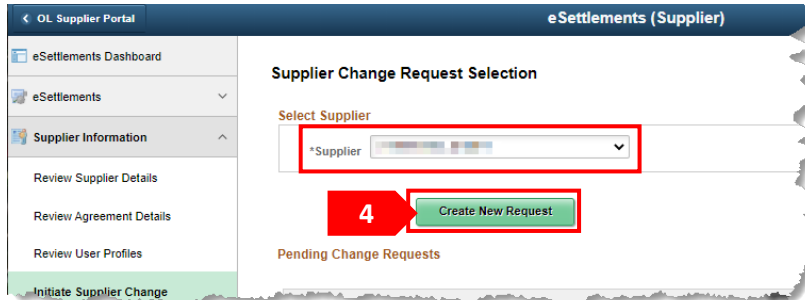 OL Supplier Portal
eSettlements (Supplier)
eSettlements Dashboard
eSettlements
Supplier Information
Review Supplier Details
Review Agreement Details
Review User Profiles
Initiate Supplier Change
Supplier Change Request Selection
Select Supplier
*Supplier
4
Create New Request
Pending Change Requests